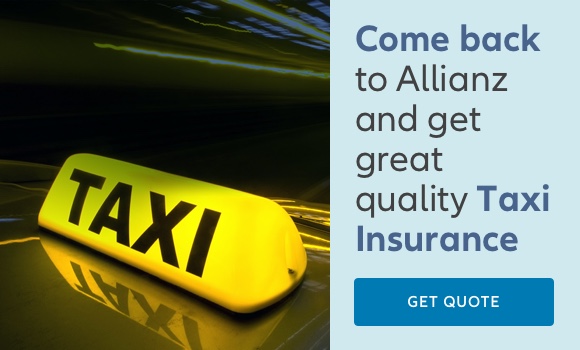 TAXI
Come back
to Allianz
and get
great
quality Taxi
Insurance
GET QUOTE